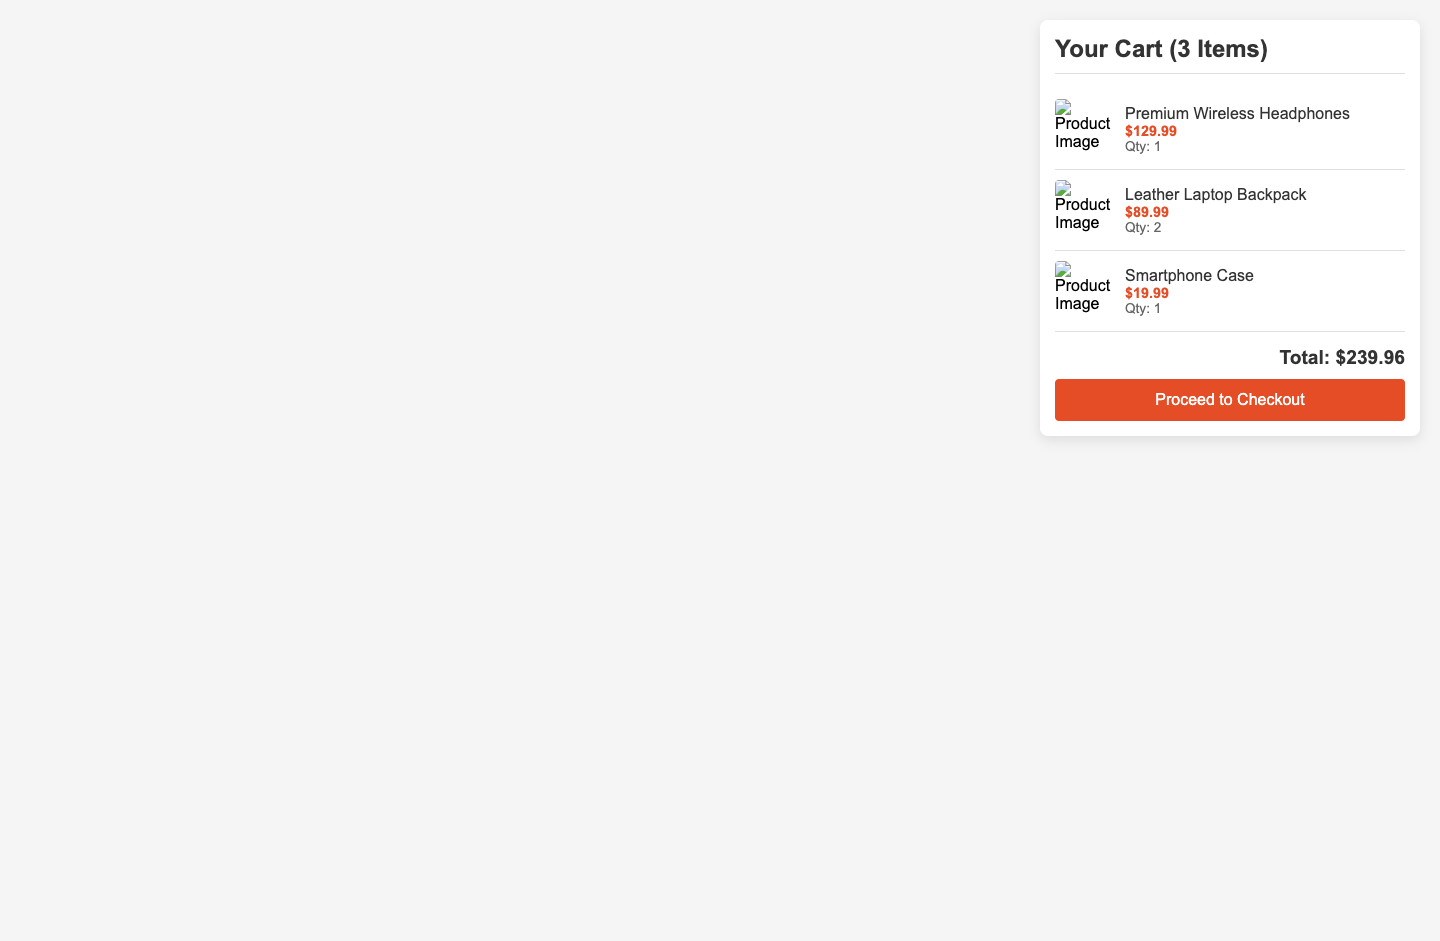 Your Cart (3 Items)
Product
Image
Premium Wireless Headphones
$129.99
Qty: 1
Product
Image
Leather Laptop Backpack
$89.99
Qty: 2
Product
Image
Smartphone Case
$19.99
Qty: 1
Total: $239.96
Proceed to Checkout